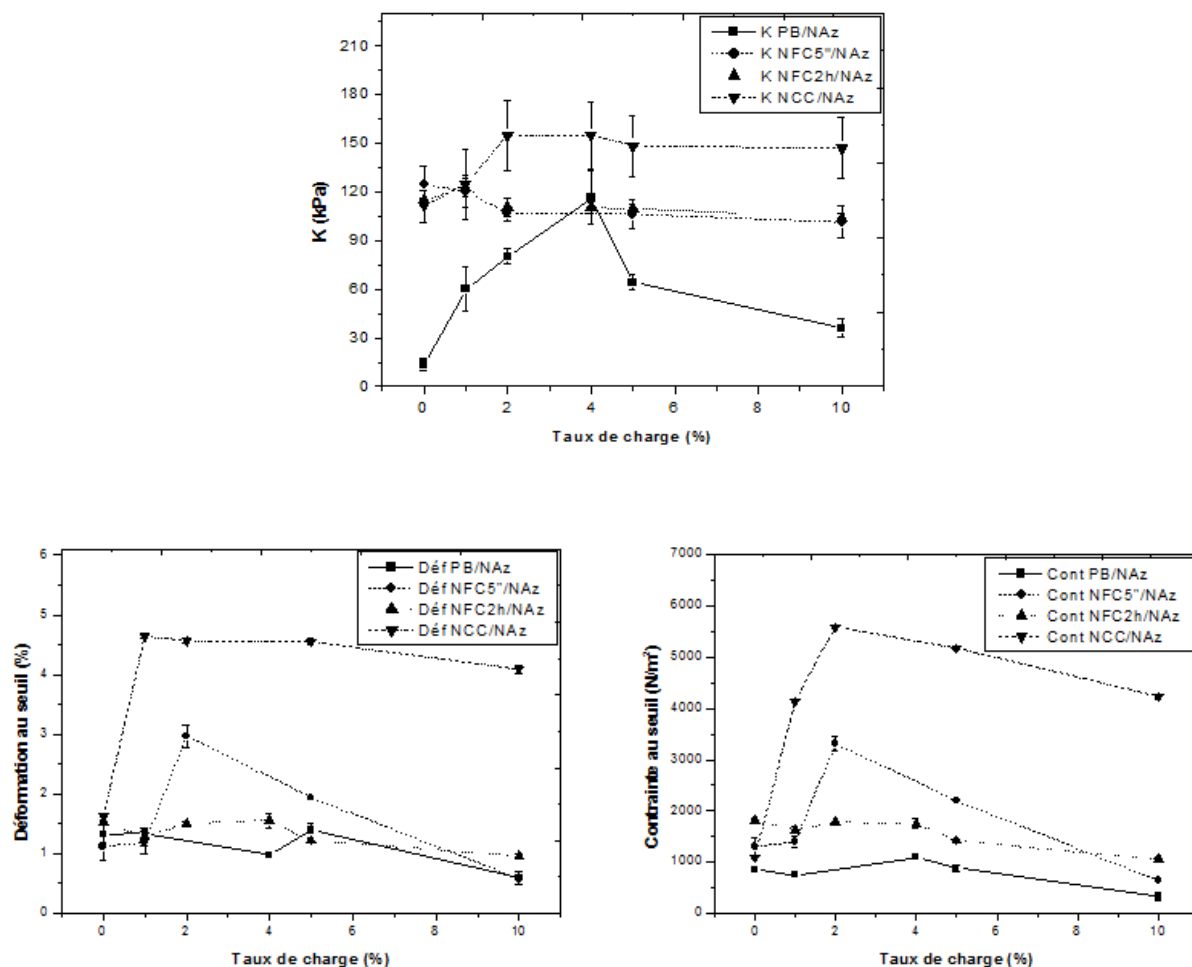 K PB/NAz
K NFC5"/NAz
K NFC2h/NAz
K NCC/NAz
210
180
150
120
90
60
30
0
K (kPa)
0 2 4 6 8 10
Taux de charge (%)
Déf PB/NAz
Déf NFC5"/NAz
Déf NFC2h/NAz
Déf NCC/NAz
6
5
4
3
2
1
0
Déformation au seuil (%)
0 2 4 6 8 10
Taux de charge (%)
Cont PB/NAz
Cont NFC5"/NAz
Cont NFC2h/NAz
Cont NCC/NAz
7000
6000
5000
4000
3000
2000
1000
0
Contrainte au seuil (N/m²)
0 2 4 6 8 10
Taux de charge (%)